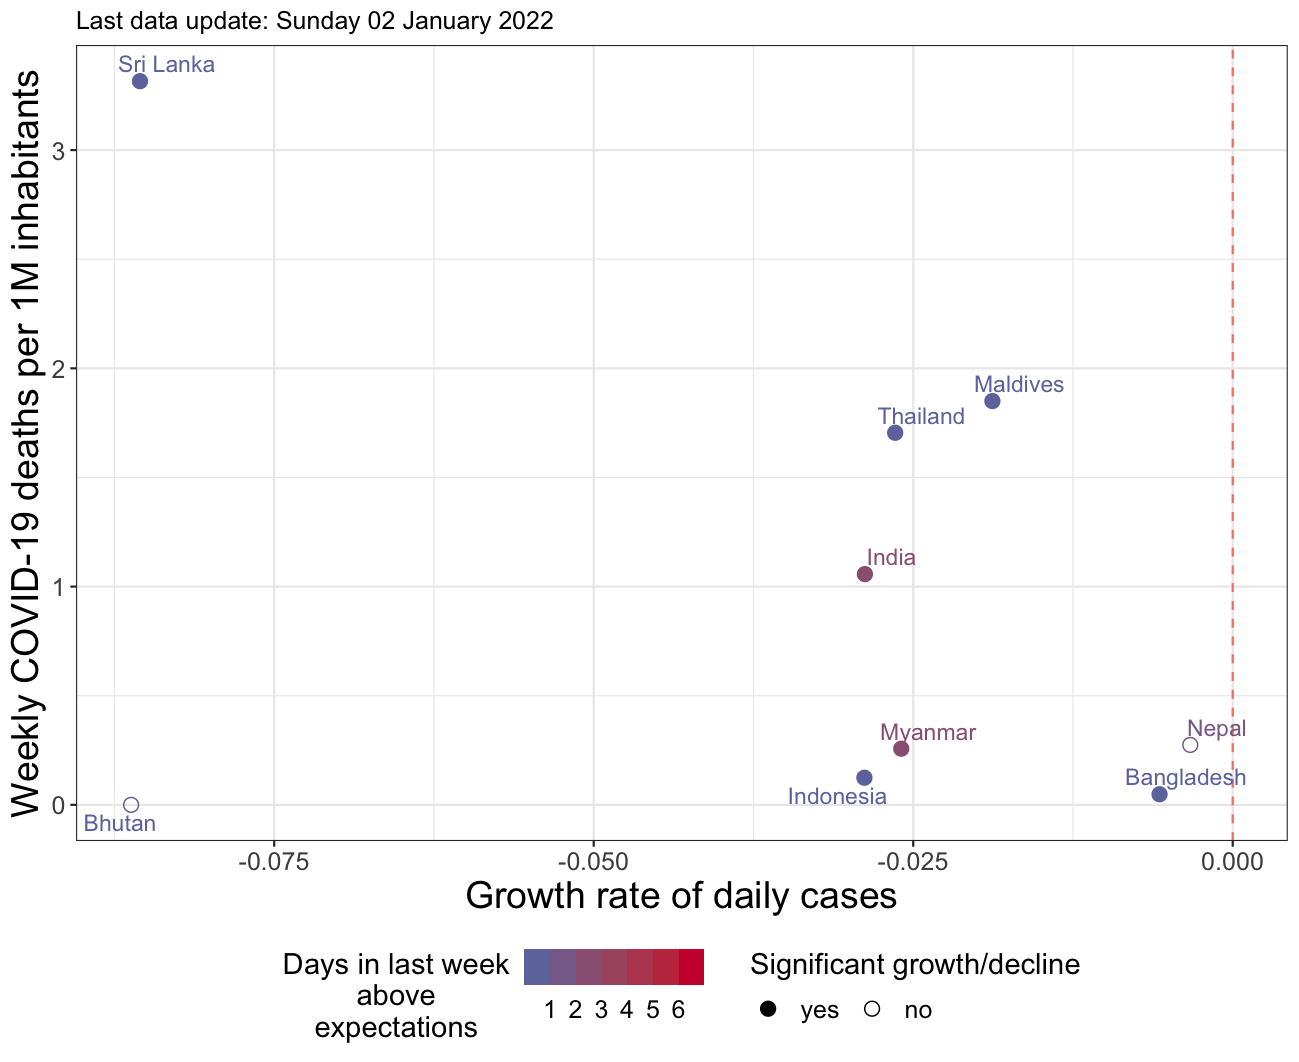 Last data update: Sunday 02 January 2022
Weekly COVID-19 deaths per 1M inhabitants
3
2
1
0
Sri Lanka
Maldives
Thailand
India
Myanmar
Nepal
Bangladesh
Indonesia
Bhutan
-0.075 -0.050 -0.025 0.000
Growth rate of daily cases
Days in last week
above
expectations
1 2 3 4 5 6
Significant growth/decline
yes no